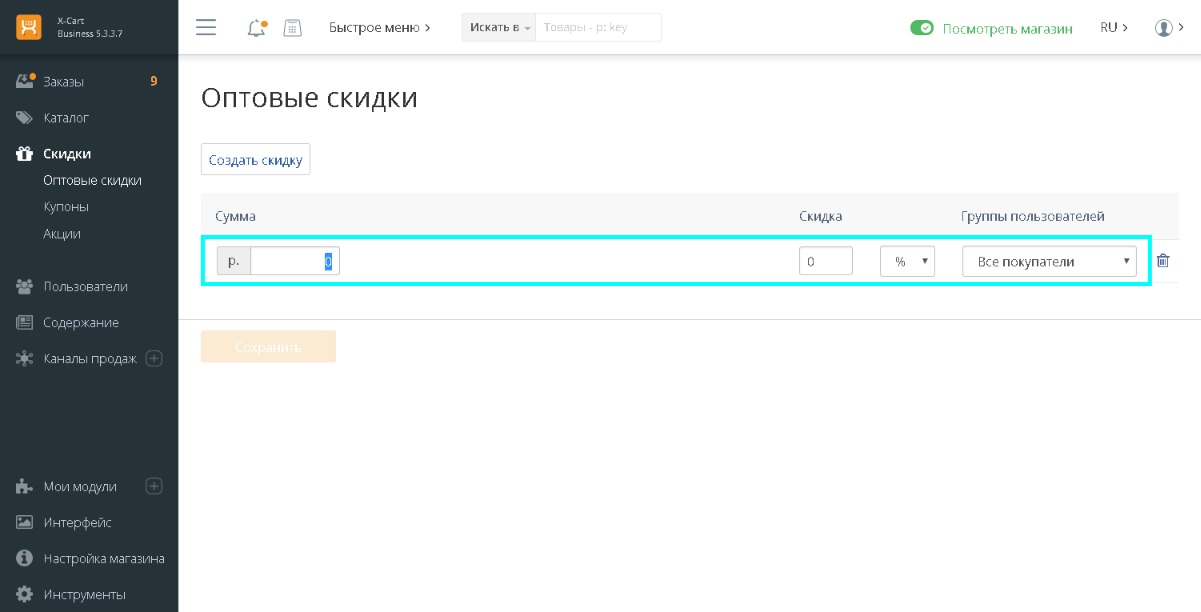 X-Cart
Business 5.3.3.7
Быстрое меню
Искать в
Товары - p: key
Посмотреть магазин
RU
Заказы
9
Каталог
Скидки
Оптовые скидки
Купоны
Акции
Пользователи
Содержание
Каналы продаж
Мои модули
Интерфейс
Настройка магазина
Инструменты
Оптовые скидки
Создать скидку
Сумма Скидка Группы пользователей
р. 0 0 % Все покупатели
Сохранить